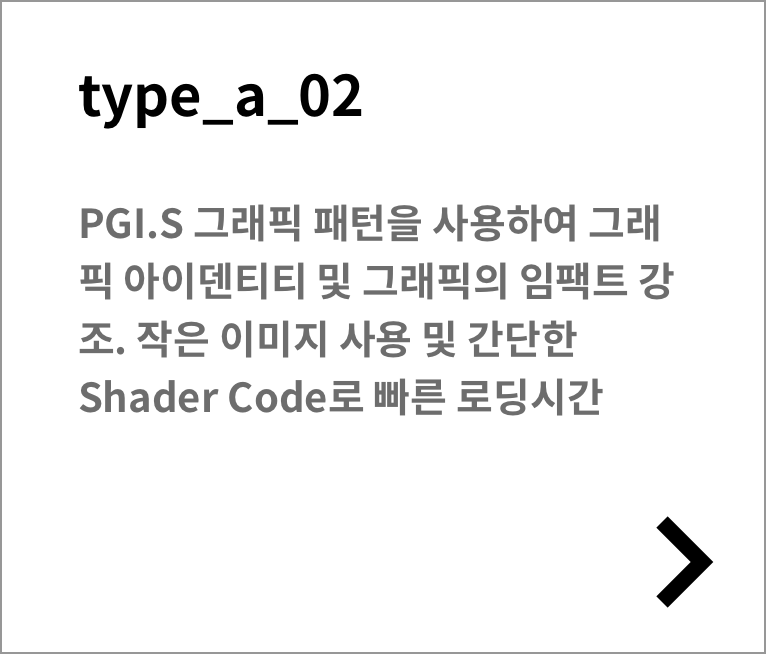 type_a_02
PGI.S 그래픽 패턴을 사용하여 그래
픽 아이덴티티 및 그래픽의 임팩트 강
조. 작은 이미지 사용 및 간단한
Shader Code로 빠른 로딩시간